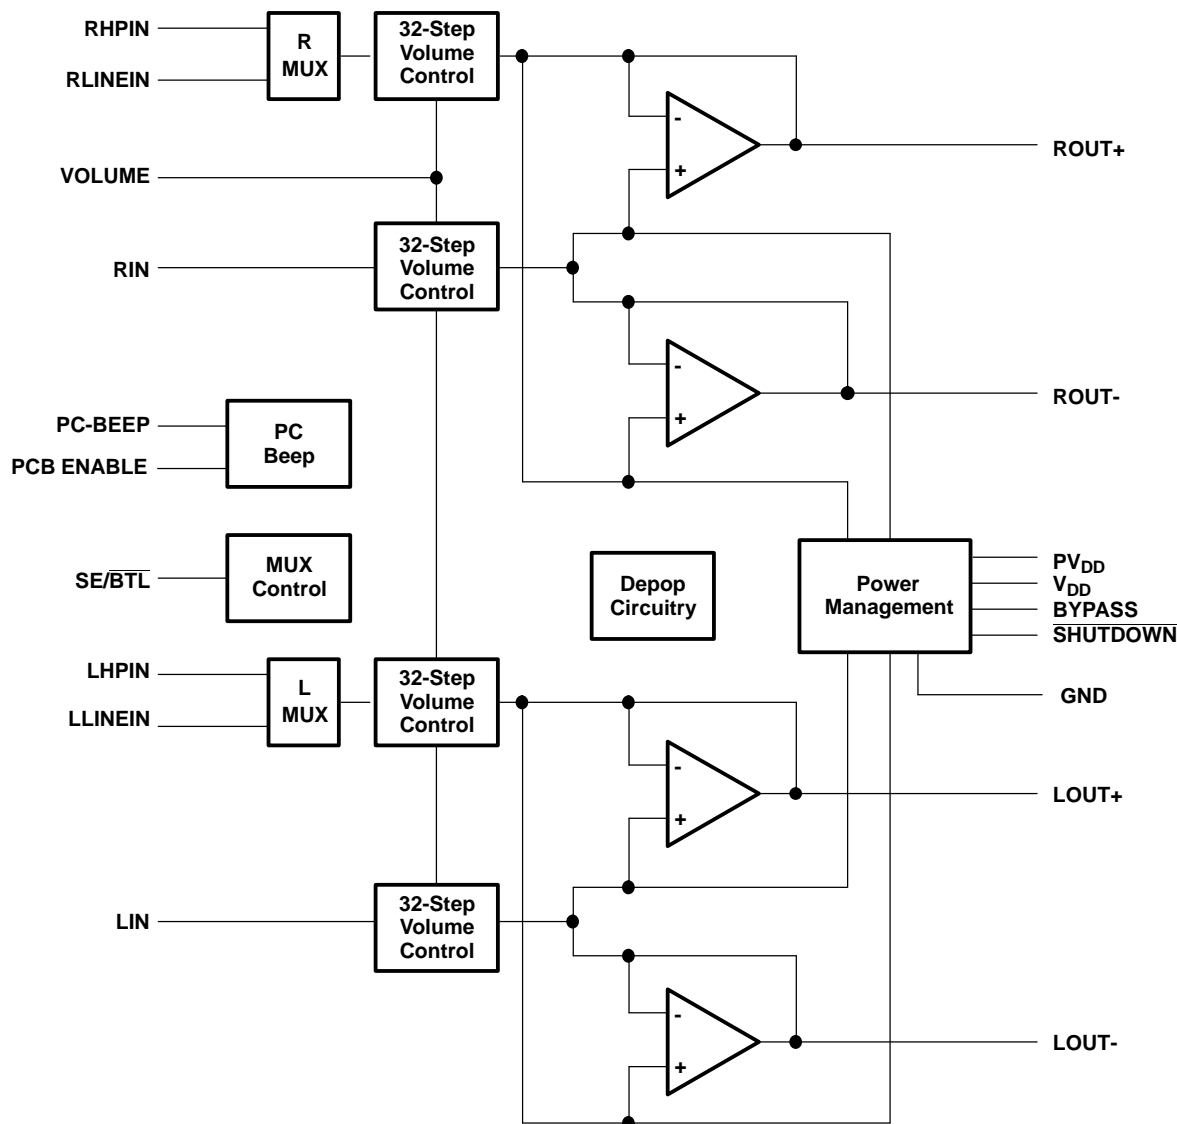 RHPIN
RLINEIN
R
MUX
32-Step
Volume
Control
-
+
ROUT+
VOLUME
RIN
32-Step
Volume
Control
-
+
ROUT-
PC-BEEP
PCB ENABLE
PC
Beep
SE/BTL
MUX
Control
Depop
Circuitry
Power
Management
PVDD
VDD
BYPASS
SHUTDOWN
GND
LHPIN
LLINEIN
L
MUX
32-Step
Volume
Control
-
+
LOUT+
LIN
32-Step
Volume
Control
-
+
LOUT-